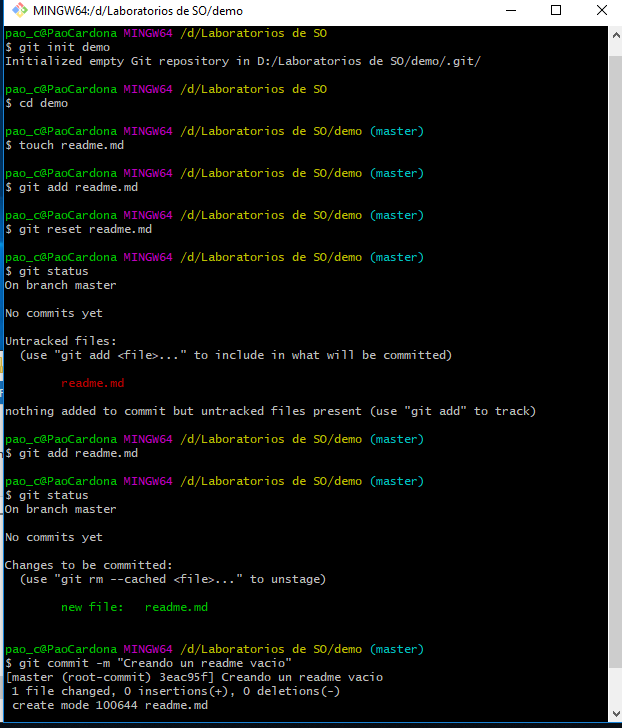 MINGW64:/d/Laboratorios de SO/demo
pao_c@PaoCardona MINGW64 /d/Laboratorios de SO
$ git init demo
Initialized empty Git repository in D:/Laboratorios de SO/demo/.git/
pao_c@PaoCardona MINGW64 /d/Laboratorios de SO
$ cd demo
pao_c@PaoCardona MINGW64 /d/Laboratorios de SO/demo (master)
$ touch readme.md
pao_c@PaoCardona MINGW64 /d/Laboratorios de SO/demo (master)
$ git add readme.md
pao_c@PaoCardona MINGW64 /d/Laboratorios de SO/demo (master)
$ git reset readme.md
pao_c@PaoCardona MINGW64 /d/Laboratorios de SO/demo (master)
$ git status
On branch master
No commits yet
Untracked files:
(use "git add <file>..." to include in what will be committed)
readme.md
nothing added to commit but untracked files present (use "git add" to track)
pao_c@PaoCardona MINGW64 /d/Laboratorios de SO/demo (master)
$ git add readme.md
pao_c@PaoCardona MINGW64 /d/Laboratorios de SO/demo (master)
$ git status
On branch master
No commits yet
Changes to be committed:
(use "git rm --cached <file>..." to unstage)
new file:   readme.md
pao_c@PaoCardona MINGW64 /d/Laboratorios de SO/demo (master)
$ git commit -m "Creando un readme vacio"
[master (root-commit) 3eac95f] Creando un readme vacio
1 file changed, 0 insertions(+), 0 deletions(-)
create mode 100644 readme.md